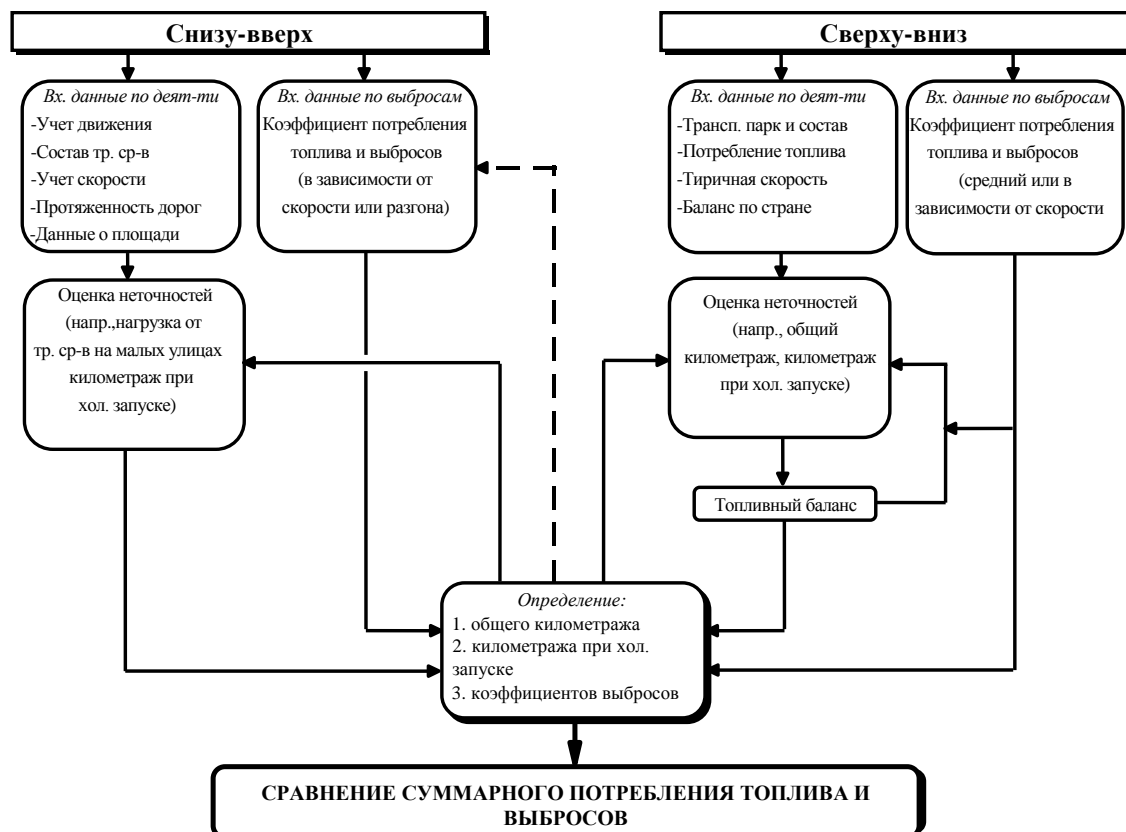 Снизу-вверх
Вх. данные по деят-ти
-Учет движения
-Состав тр. ср-в
-Учет скорости
-Протяженность дорог
-Данные о площади
Вх. данные по выбросам
Коэффициент потребления
топлива и выбросов
(в зависимости от
скорости или разгона)
Оценка неточностей
(напр.,нагрузка от
тр. ср-в на малых улицах
километраж при
хол. запуске)
Сверху-вниз
Вх. данные по деят-ти
-Трансп. парк и состав
-Потребление топлива
-Тиричная скорость
-Баланс по стране
Вх. данные по выбросам
Коэффициент потребления
топлива и выбросов
(средний или в
зависимости от скорости
Оценка неточностей
(напр., общий
километраж, километраж
при хол. запуске)
Топливный баланс
Определение:
1. общего километража
2. километража при хол.
запуске
3. коэффициентов выбросов
СРАВНЕНИЕ СУММАРНОГО ПОТРЕБЛЕНИЯ ТОПЛИВА И
ВЫБРОСОВ